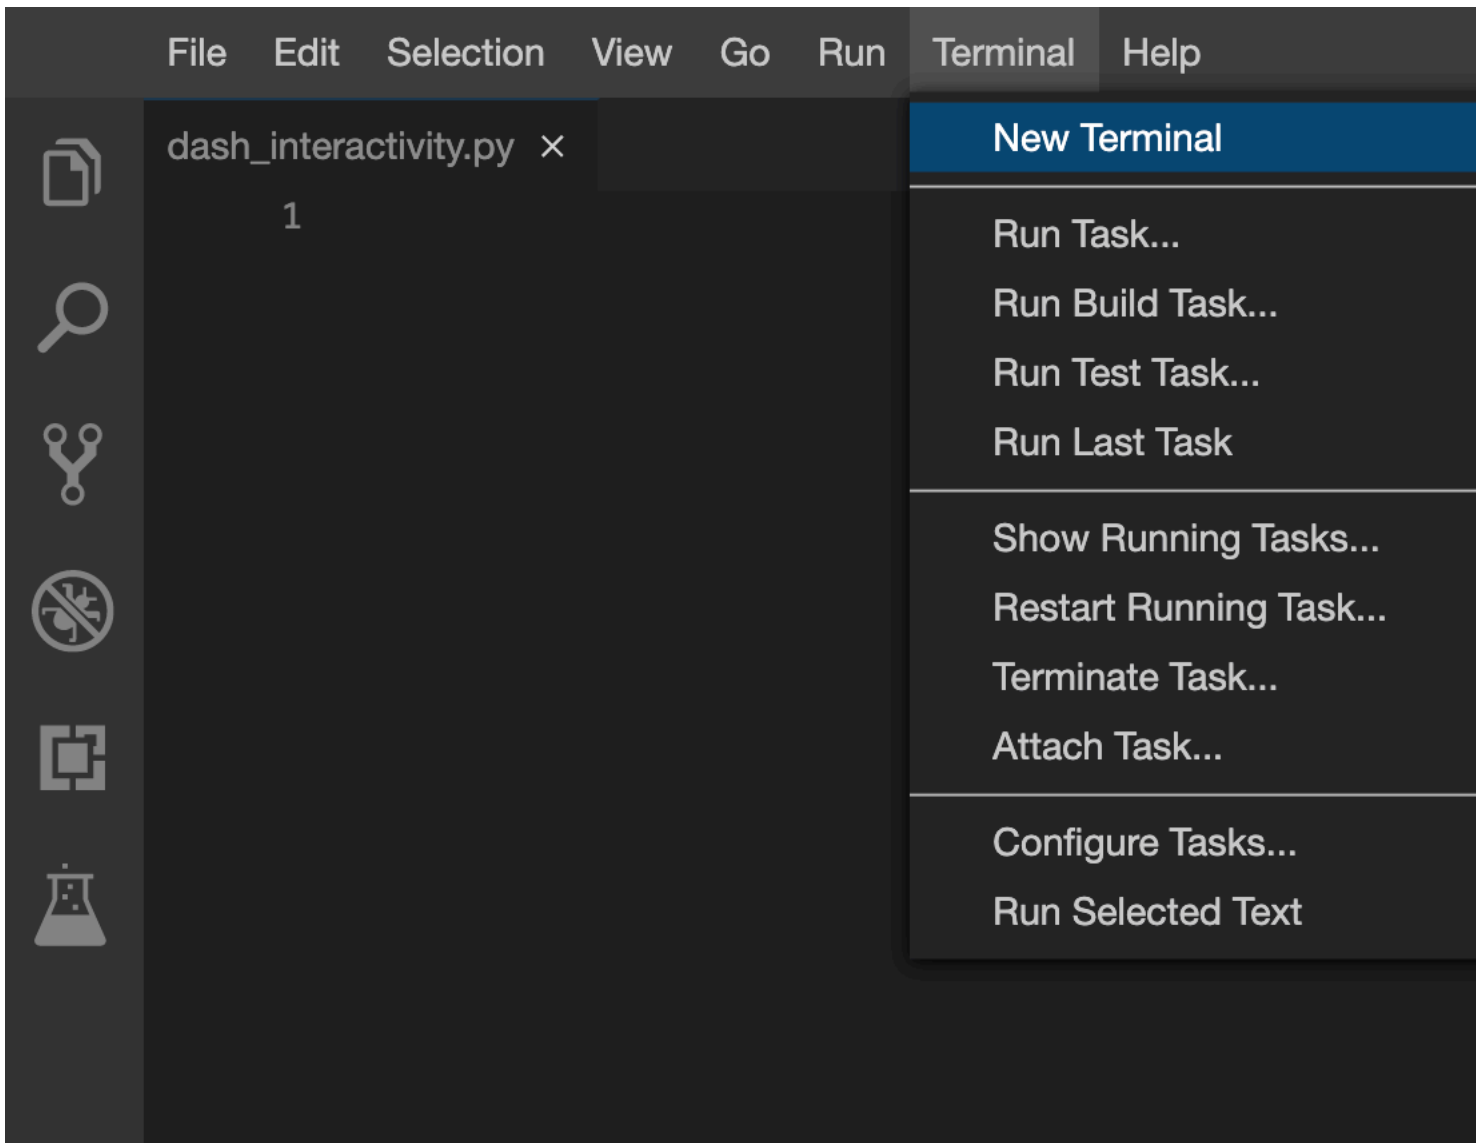 File Edit Selection View Go Run Terminal Help
dash_interactivity.py ×
1
New Terminal
Run Task...
Run Build Task...
Run Test Task...
Run Last Task
Show Running Tasks...
Restart Running Task...
Terminate Task...
Attach Task...
Configure Tasks...
Run Selected Text